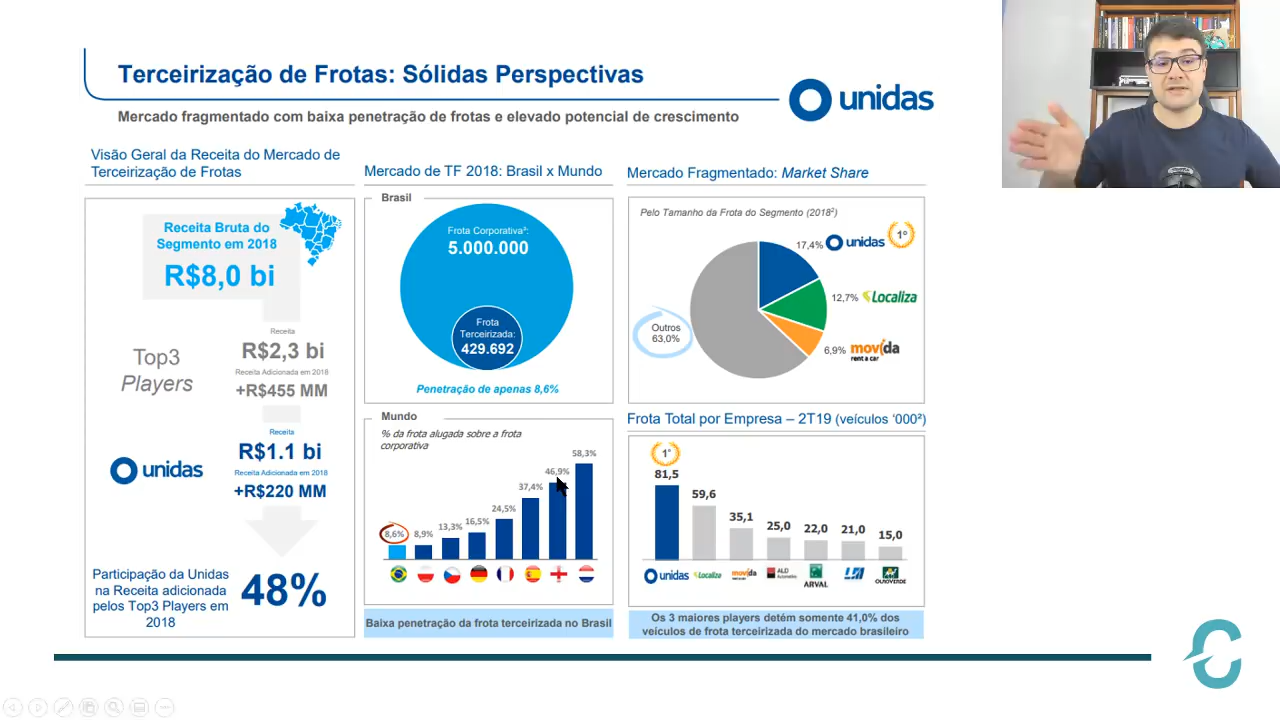 Terceirização de Frotas: Sólidas Perspectivas
unidas
Mercado fragmentado com baixa penetração de frotas e elevado potencial de crescimento
Visão Geral da Receita do Mercado de
Terceirização de Frotas
Receita Bruta do
Segmento em 2018
R$8,0 bi
Top3
Players
Receita
R$2,3 bi
Receita Adicionada em 2018
+R$455 MM
unidas
Receita
R$1.1 bi
Receita Adicionada em 2018
+R$220 MM
Participação da Unidas
na Receita adicionada
pelos Top3 Players em
2018
48%
Mercado de TF 2018: Brasil x Mundo
Brasil
Frota Corporativa¹:
5.000.000
Frota
Terceirizada:
429.692
Penetração de apenas 8,6%
Mundo
% da frota alugada sobre a frota
corporativa
8,6%
8,9%
13,3%
16,5%
24,5%
37,4%
46,9%
58,3%
Baixa penetração da frota terceirizada no Brasil
Mercado Fragmentado: Market Share
Pelo Tamanho da Frota do Segmento (2018²)
17,4% unidas 1º
12,7% Localiza
6,9% movida
rent a car
Outros
63,0%
Frota Total por Empresa – 2T19 (veículos ‘000²)
1º
81,5
59,6
35,1
25,0
22,0
21,0
15,0
unidas
Localiza
movida
ALD
ARVAL
OUROVERDE
Os 3 maiores players detém somente 41,0% dos
veículos de frota terceirizada do mercado brasileiro